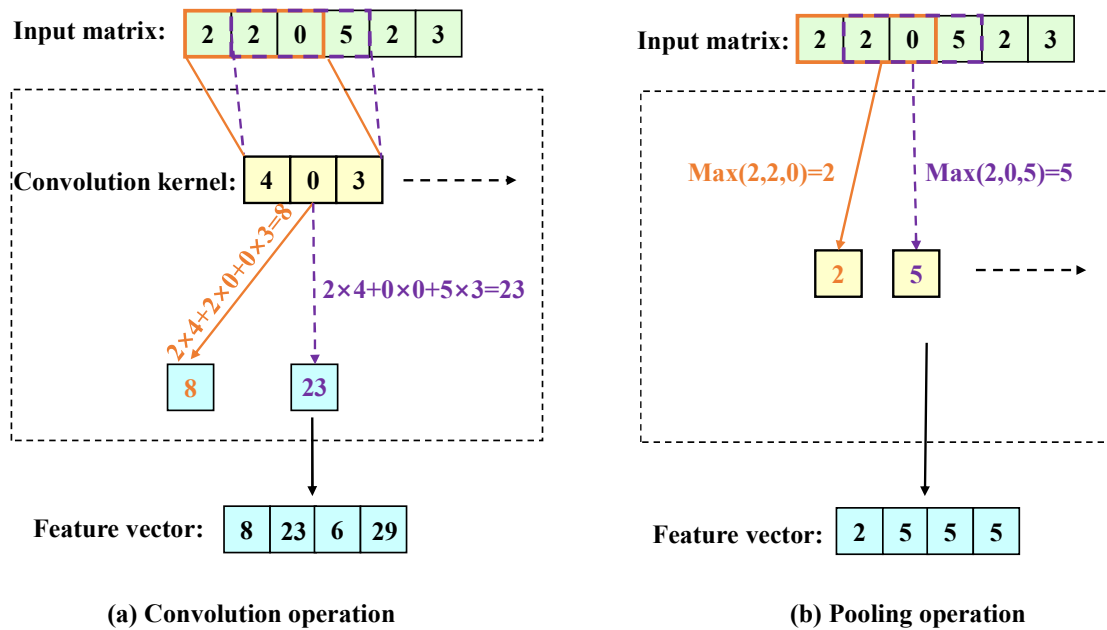 Input matrix: 2 2 0 5 2 3
Convolution kernel: 4 0 3
2×4+2×0+0×3=8
2×4+0×0+5×3=23
8 23
Feature vector: 8 23 6 29
(a) Convolution operation
Input matrix: 2 2 0 5 2 3
Max(2,2,0)=2 Max(2,0,5)=5
2 5
Feature vector: 2 5 5 5
(b) Pooling operation